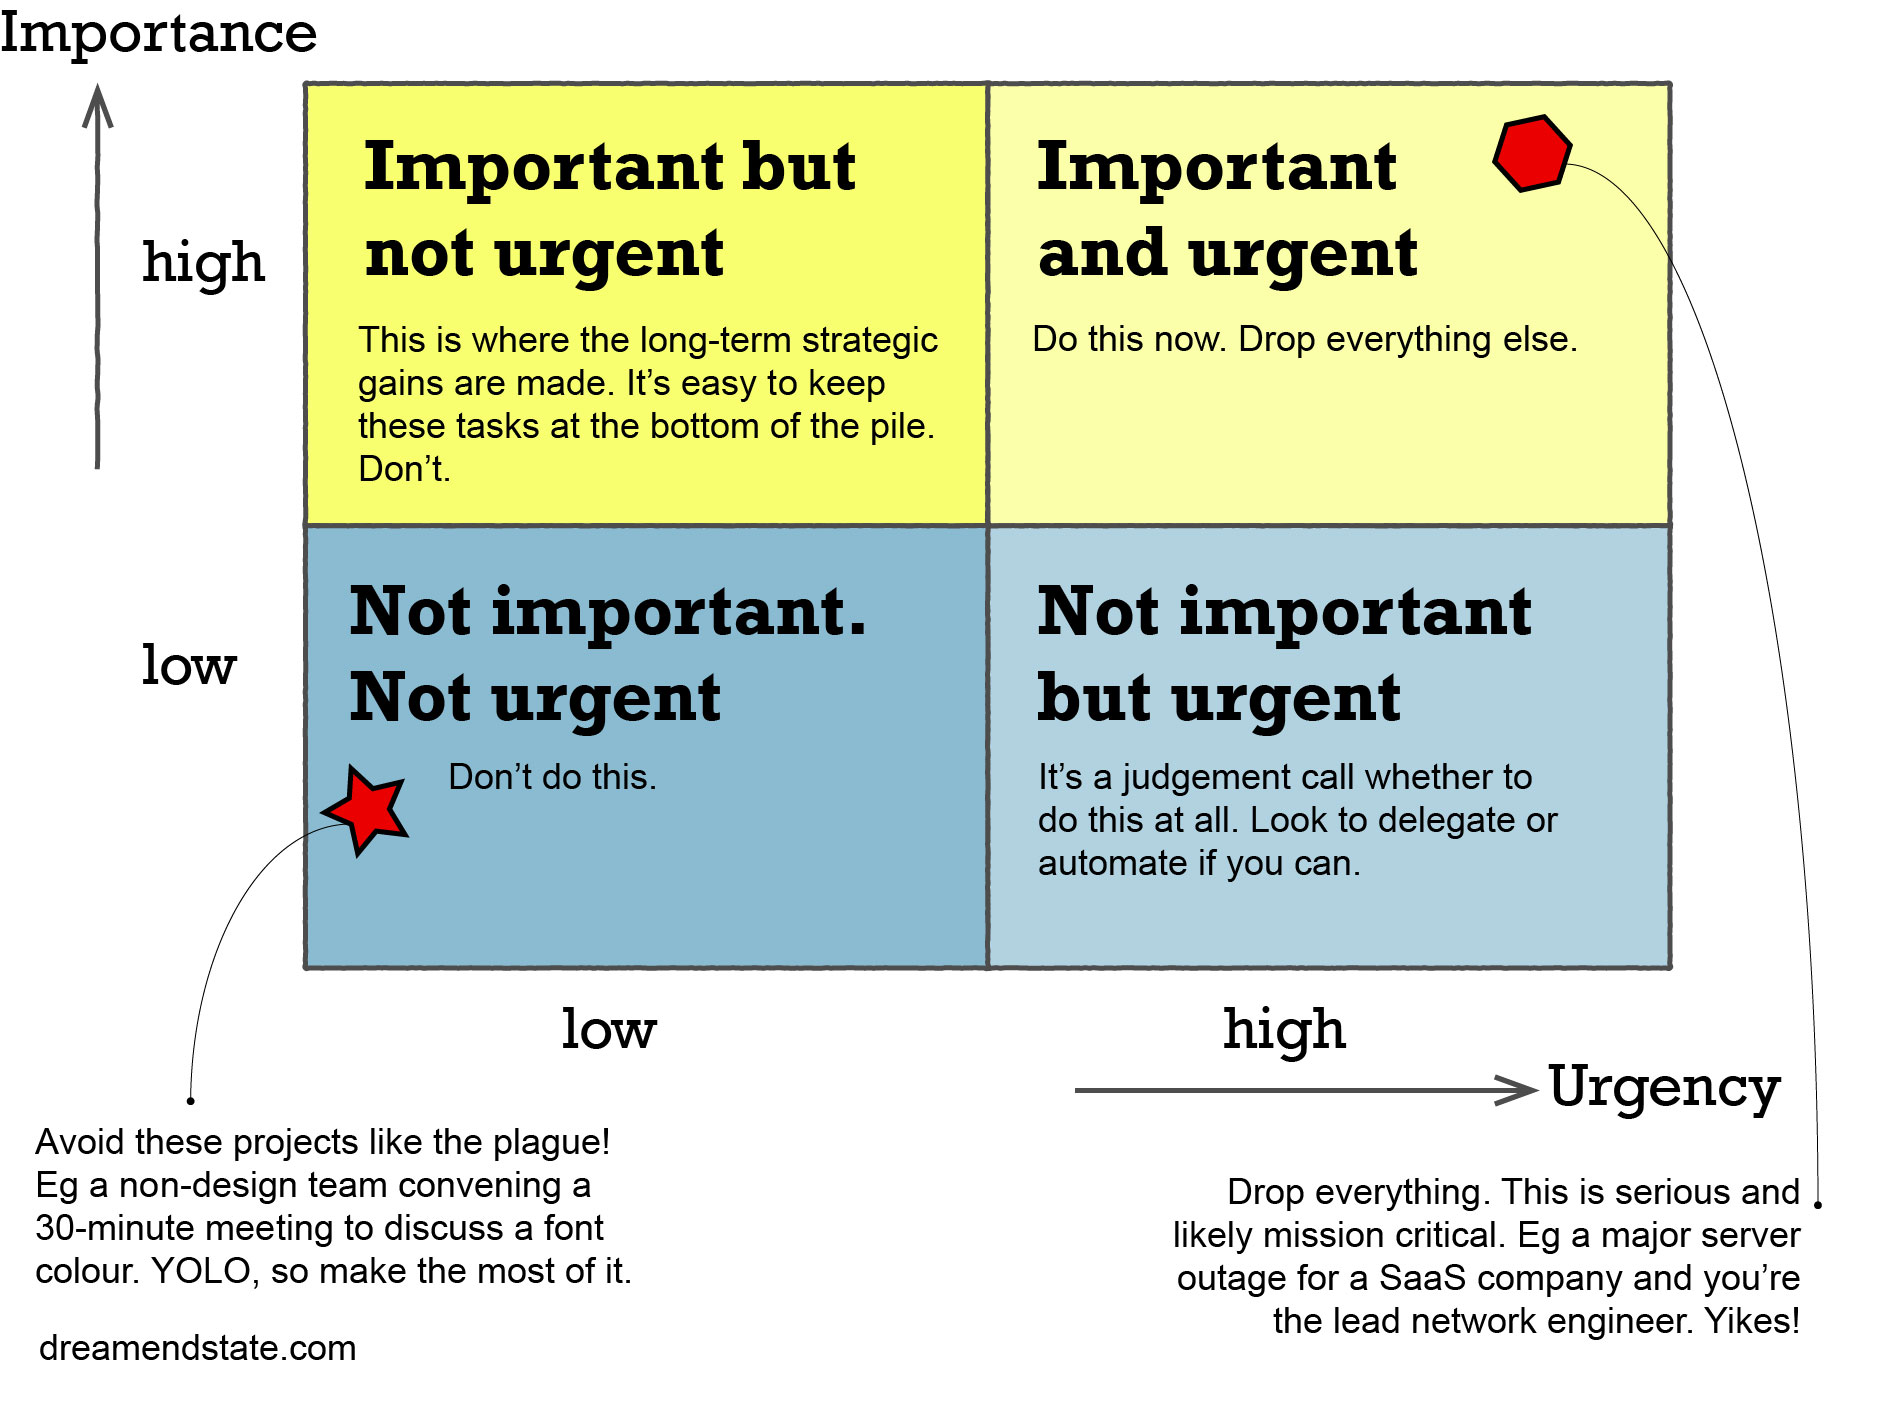 Importance
high
Important but
not urgent
This is where the long-term strategic
gains are made. It’s easy to keep
these tasks at the bottom of the pile.
Don’t.
Important
and urgent
Do this now. Drop everything else.
low
Not important.
Not urgent
Don’t do this.
Not important
but urgent
It’s a judgement call whether to
do this at all. Look to delegate or
automate if you can.
low
high
Urgency
Avoid these projects like the plague!
Eg a non-design team convening a
30-minute meeting to discuss a font
colour. YOLO, so make the most of it.
Drop everything. This is serious and
likely mission critical. Eg a major server
outage for a SaaS company and you’re
the lead network engineer. Yikes!
dreamendstate.com